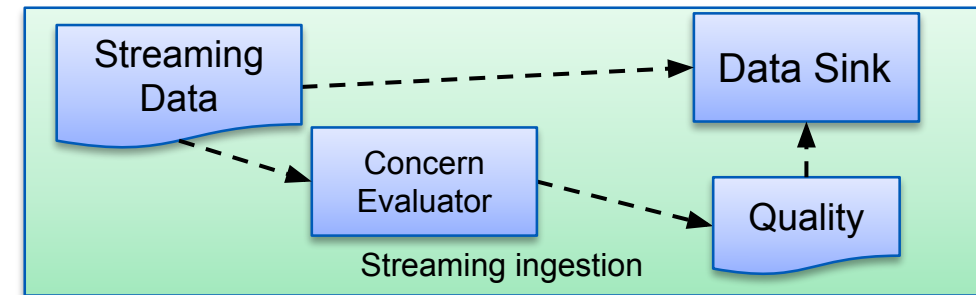 Streaming
Data
Data Sink
Concern
Evaluator
Quality
Streaming ingestion